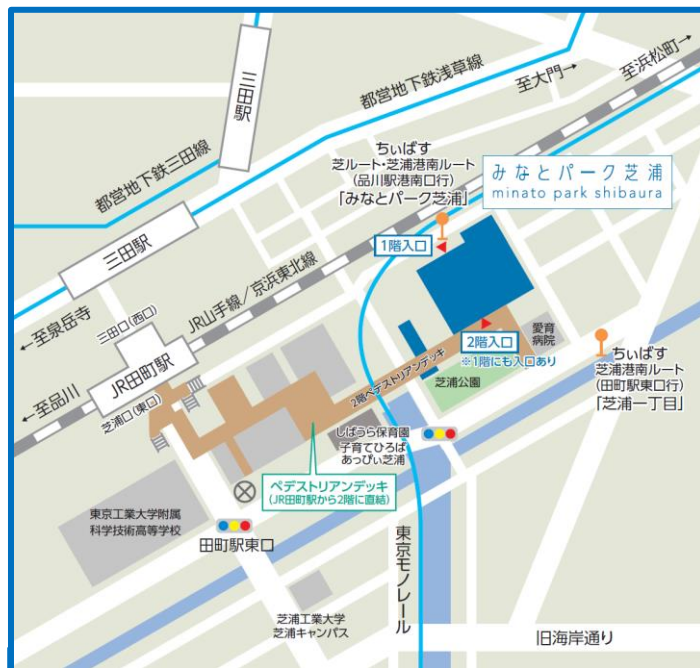 三田駅
都営地下鉄浅草線
至大門→
至浜松町→
都営地下鉄三田線
ちぃばす
芝ルート・芝浦港南ルート
(品川駅港南口行)
「みなとパーク芝浦」
みなとパーク芝浦
minato park shibaura
三田駅
1階入口
JR山手線／京浜東北線
←至泉岳寺
三田口(西口)
JR田町駅
←至品川
芝浦口(東口)
2階入口
※1階にも入口あり
愛育
病院
ちぃばす
芝浦港南ルート
(田町駅東口行)
「芝浦一丁目」
2階ペデストリアンデッキ
芝浦公園
しばうら保育園
子育てひろば
あっぴぃ芝浦
ペデストリアンデッキ
(JR田町駅から2階に直結)
東京工業大学附属
科学技術高等学校
田町駅東口
東京モノレール
芝浦工業大学
芝浦キャンパス
旧海岸通り